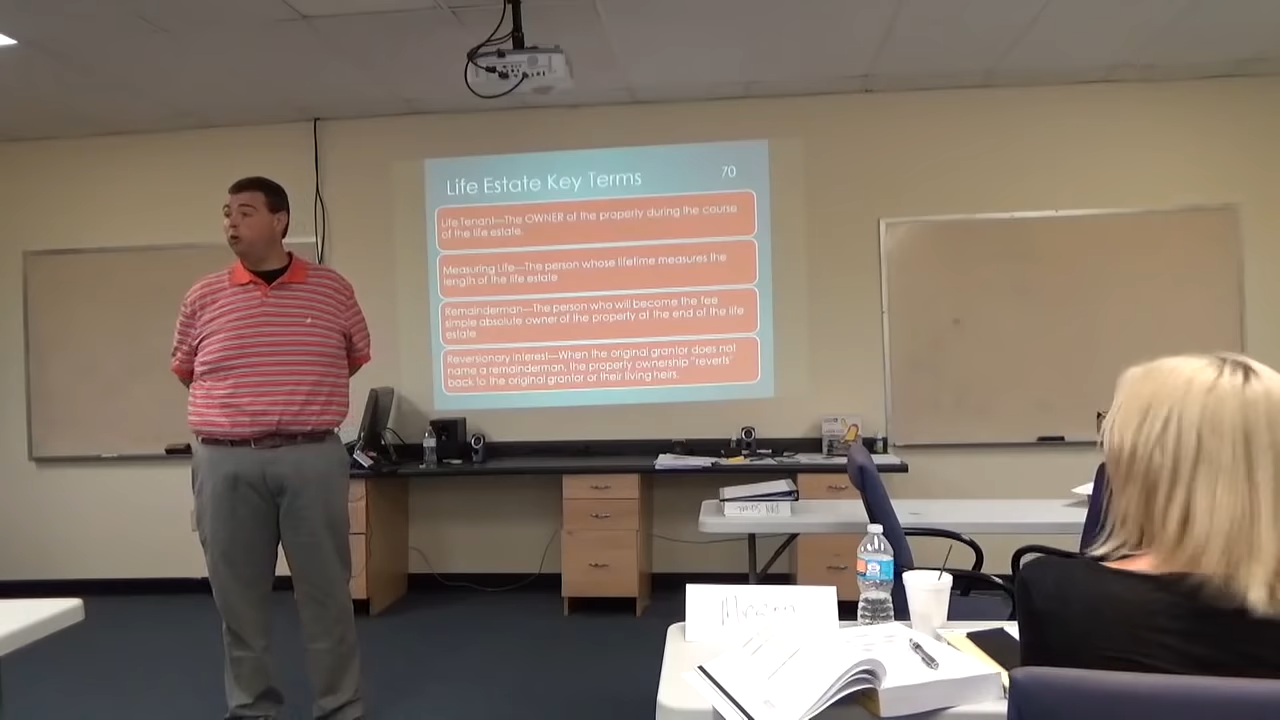 Life Estate Key Terms
70
Life Tenant—The OWNER of the property during the course
of the life estate.
Measuring Life—The person whose lifetime measures the
length of the life estate
Remainderman—The person who will become the fee
simple absolute owner of the property at the end of the life
estate
Reversionary Interest—When the original grantor does not
name a remainderman, the property ownership "reverts"
back to the original grantor or their living heirs.